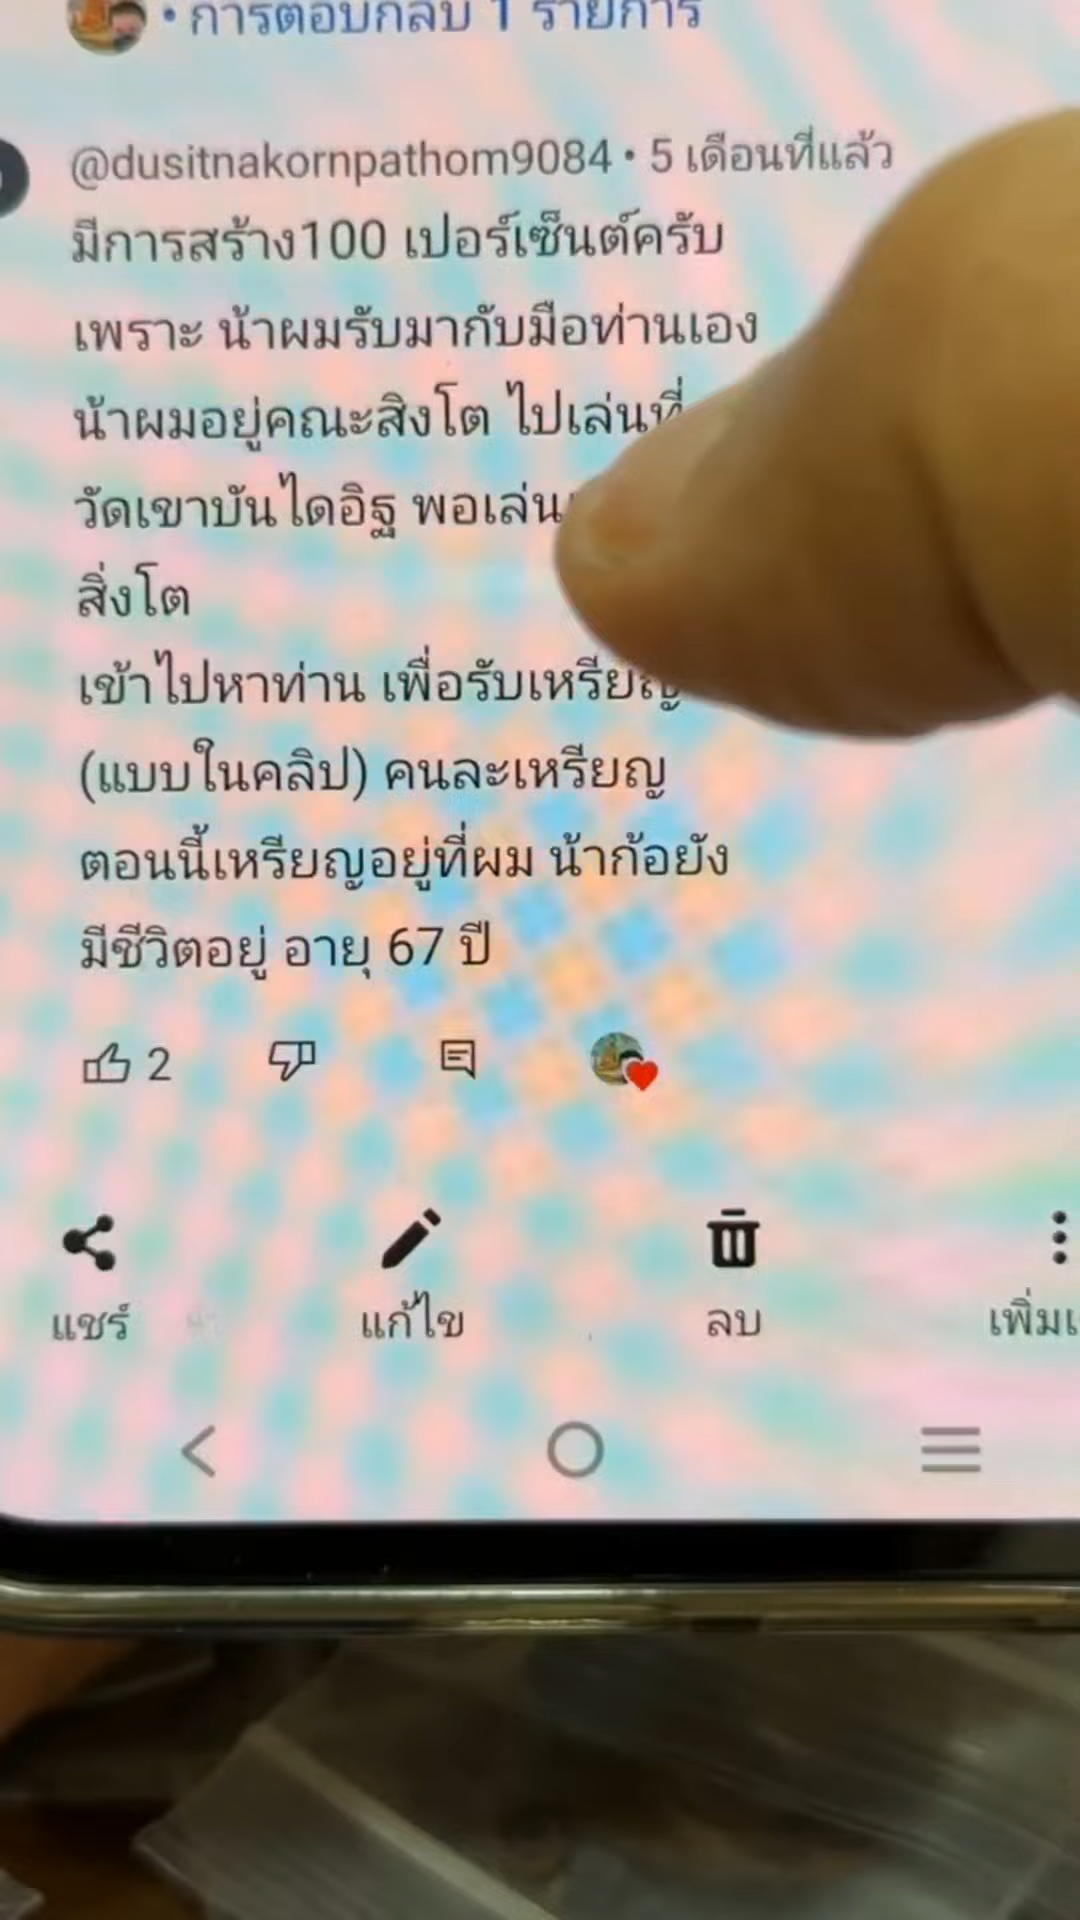 • การตอบกลับ 1 รายการ
@dusitnakornpathom9084 • 5 เดือนที่แล้ว
มีการสร้าง100 เปอร์เซ็นต์ครับ
เพราะ น้าผมรับมากับมือท่านเอง
น้าผมอยู่คณะสิงโต ไปเล่นที่
วัดเขาบันไดอิฐ พอเล่น
สิ่งโต
เข้าไปหาท่าน เพื่อรับเหรียญ
(แบบในคลิป) คนละเหรียญ
ตอนนี้เหรียญอยู่ที่ผม น้าก้อยัง
มีชีวิตอยู่ อายุ 67 ปี
2
แชร์ แก้ไข ลบ